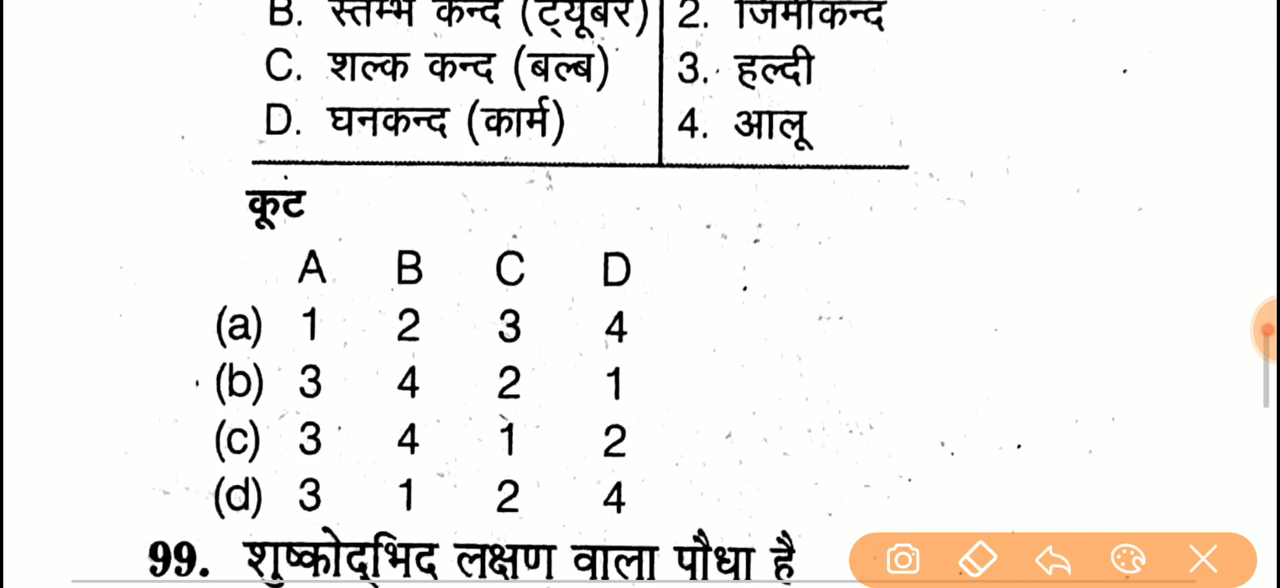 B. स्तम्भ कन्द (ट्यूबर) 2. जिमीकन्द
C. शल्क कन्द (बल्ब) 3. हल्दी
D. घनकन्द (कार्म) 4. आलू
कूट
A B C D
(a) 1 2 3 4
(b) 3 4 2 1
(c) 3 4 1 2
(d) 3 1 2 4
99. शुष्कोद्भिद लक्षण वाला पौधा है